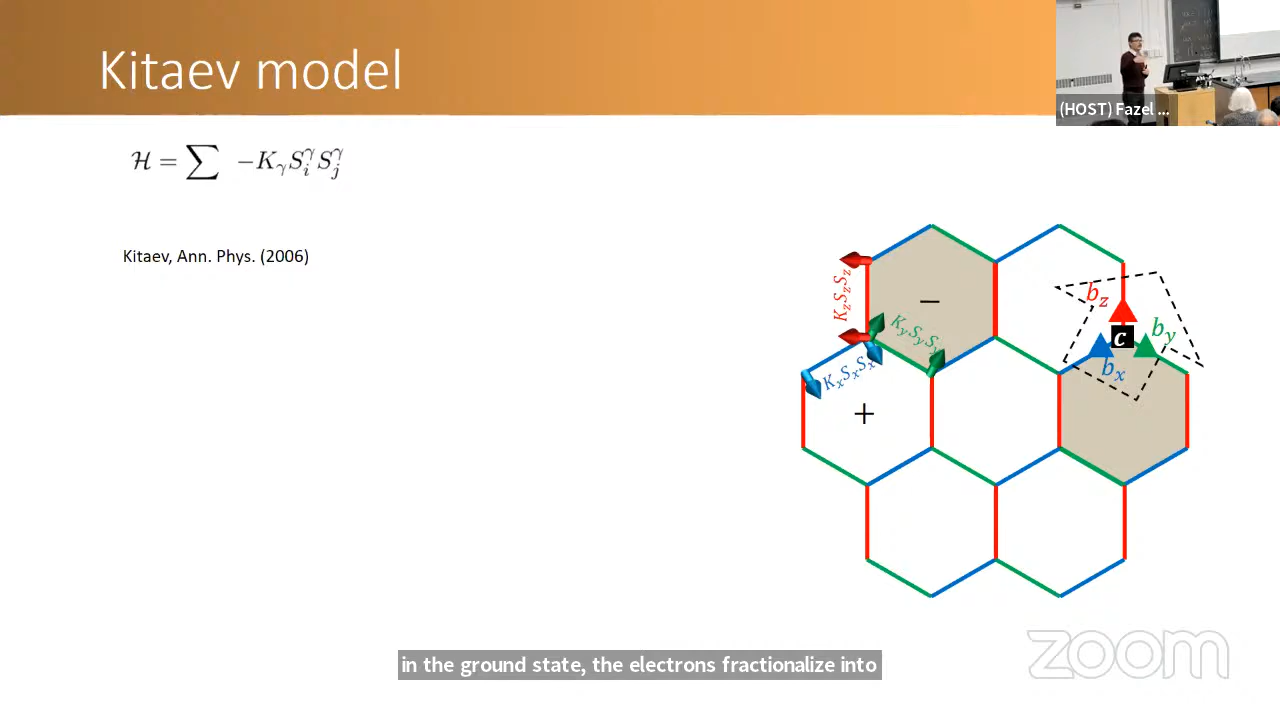 Kitaev model
(HOST) Fazel ...
ℋ = ∑ −K_γ S_i^γ S_j^γ
Kitaev, Ann. Phys. (2006)
K_z S_z S_z
−
K_y S_y S_y
K_x S_x S_x
+
b_z
c
b_y
b_x
in the ground state, the electrons fractionalize into
zoom